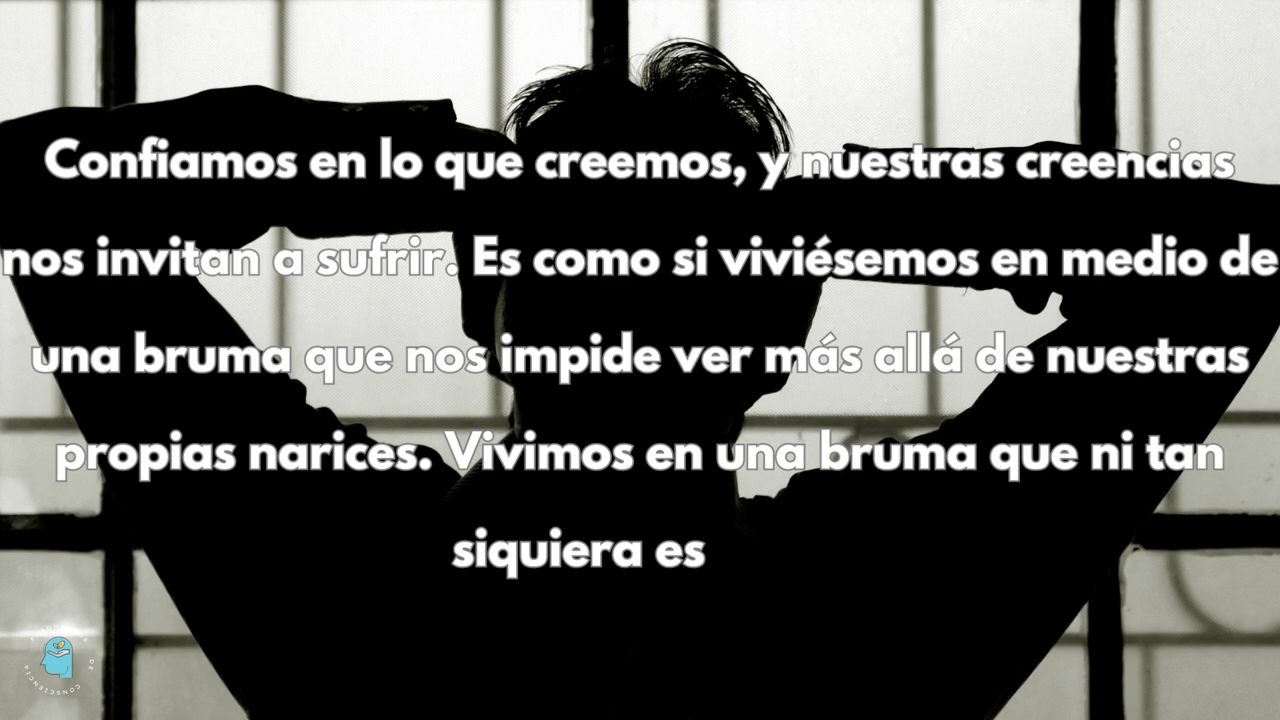 Confiamos en lo que creemos, y nuestras creencias
nos invitan a sufrir. Es como si viviésemos en medio de
una bruma que nos impide ver más allá de nuestras
propias narices. Vivimos en una bruma que ni tan
siquiera es
DE
CONSCIENCIA